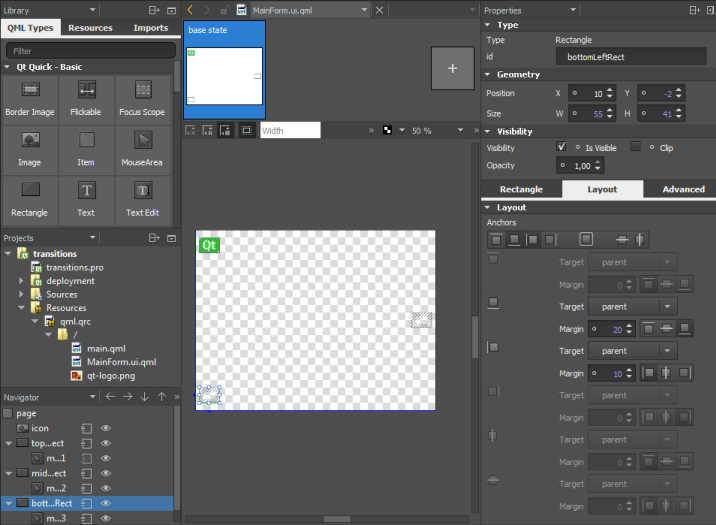 Library
QML Types Resources Imports
Filter
Qt Quick - Basic
Border Image Flickable Focus Scope
Image Item MouseArea
Rectangle Text Text Edit
Projects
transitions
transitions.pro
deployment
Sources
Resources
qml.qrc
/
main.qml
MainForm.ui.qml
qt-logo.png
Navigator
page
icon
top...ect
m...1
mid...ect
m...2
bott...Rect
m...3
MainForm.ui.qml
base state
Qt
+
Width
50 %
Qt
Properties
Type
Type Rectangle
id bottomLeftRect
Geometry
Position X 10 Y -2
Size W 55 H 41
Visibility
Visibility Is Visible Clip
Opacity 1,00
Rectangle Layout Advanced
Layout
Anchors
Target parent
Margin 0
Target parent
Margin 20
Target parent
Margin 10
Target parent
Margin 0
Target parent
Margin 0
Target parent
Margin 0